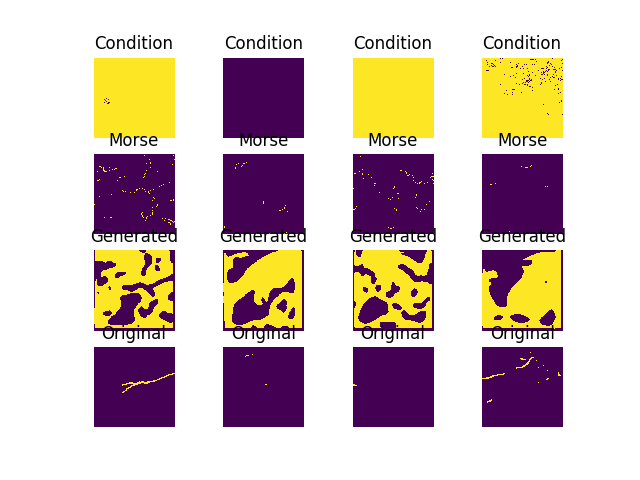 Condition Condition Condition Condition
Morse Morse Morse Morse
Generated Generated Generated Generated
Original Original Original Original